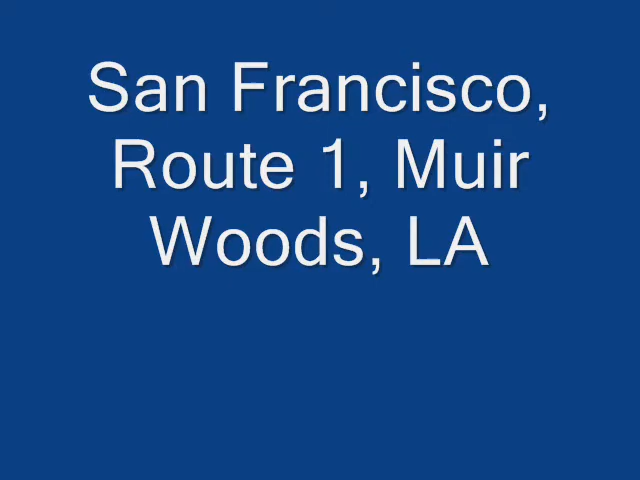 San Francisco,
Route 1, Muir
Woods, LA